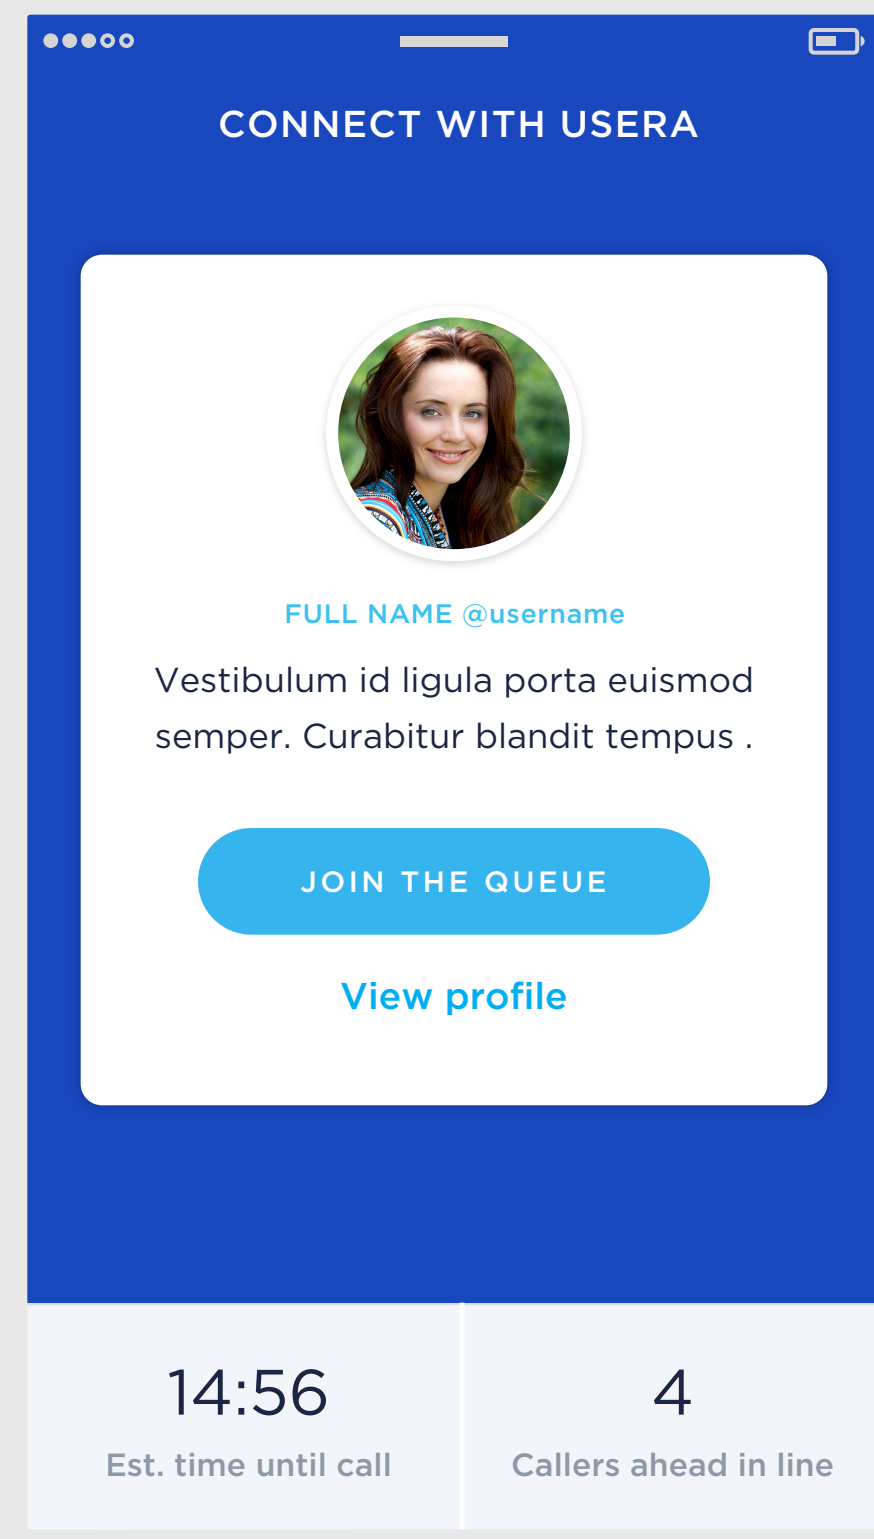 CONNECT WITH USERA
FULL NAME @username
Vestibulum id ligula porta euismod
semper. Curabitur blandit tempus .
JOIN THE QUEUE
View profile
14:56
Est. time until call
4
Callers ahead in line